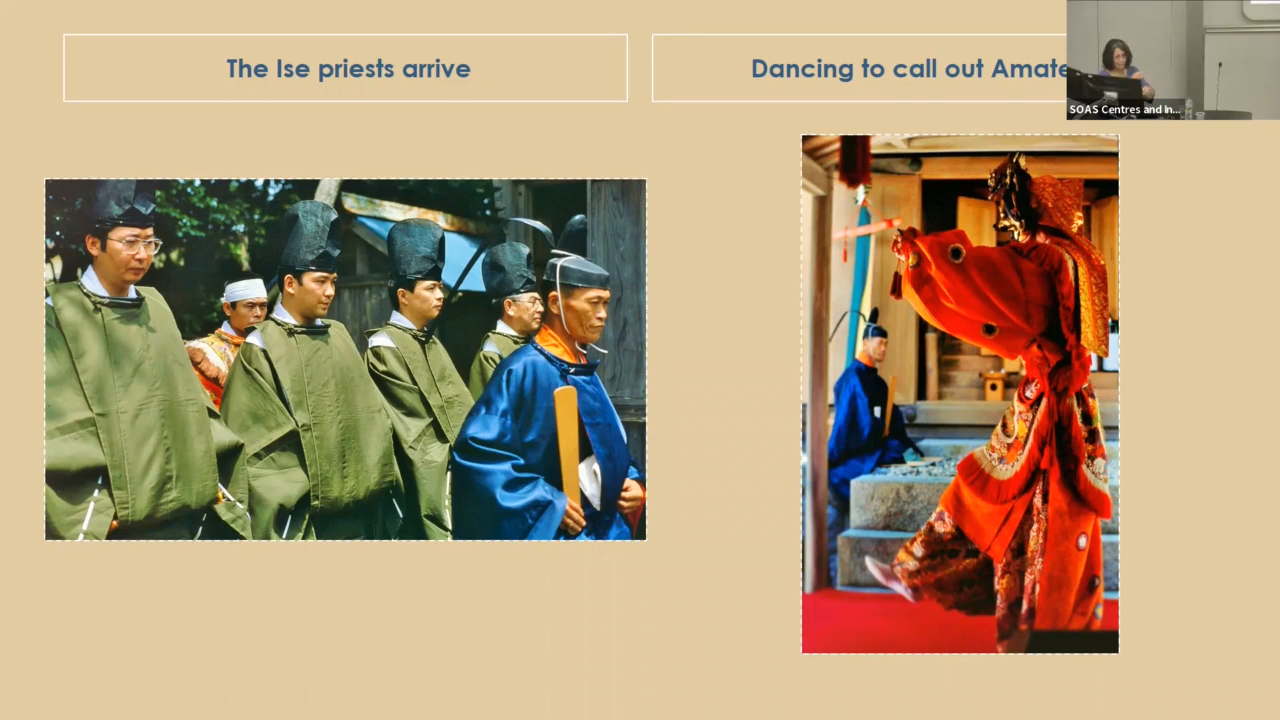 The Ise priests arrive
Dancing to call out Amate
SOAS Centres and In...